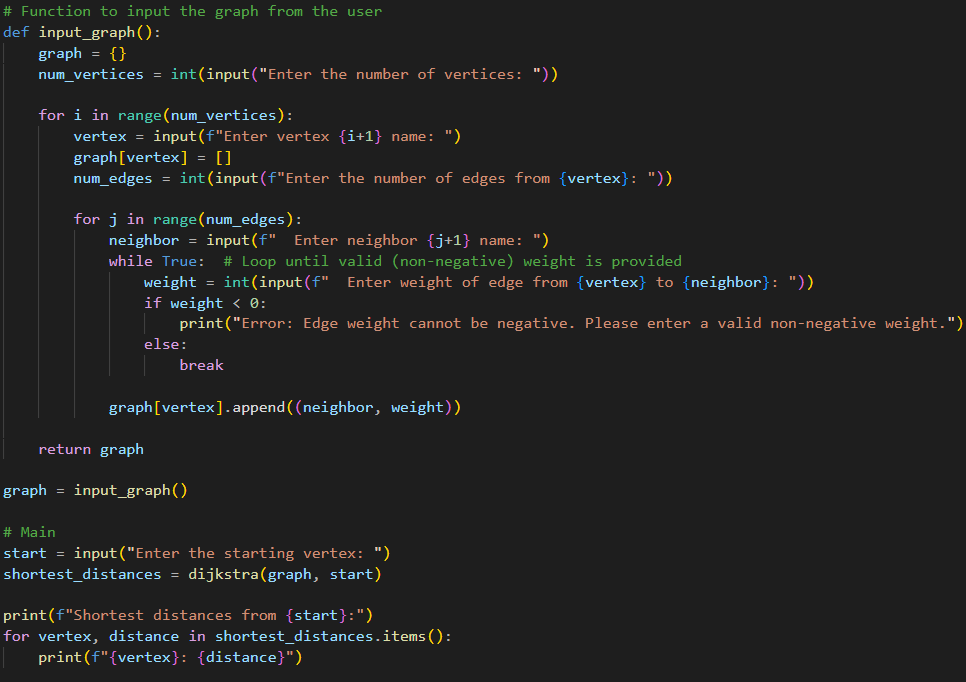 # Function to input the graph from the user
def input_graph():
    graph = {}
    num_vertices = int(input("Enter the number of vertices: "))

    for i in range(num_vertices):
        vertex = input(f"Enter vertex {i+1} name: ")
        graph[vertex] = []
        num_edges = int(input(f"Enter the number of edges from {vertex}: "))

        for j in range(num_edges):
            neighbor = input(f"  Enter neighbor {j+1} name: ")
            while True:  # Loop until valid (non-negative) weight is provided
                weight = int(input(f"  Enter weight of edge from {vertex} to {neighbor}: "))
                if weight < 0:
                    print("Error: Edge weight cannot be negative. Please enter a valid non-negative weight.")
                else:
                    break

            graph[vertex].append((neighbor, weight))

    return graph

graph = input_graph()

# Main
start = input("Enter the starting vertex: ")
shortest_distances = dijkstra(graph, start)

print(f"Shortest distances from {start}:")
for vertex, distance in shortest_distances.items():
    print(f"{vertex}: {distance}")